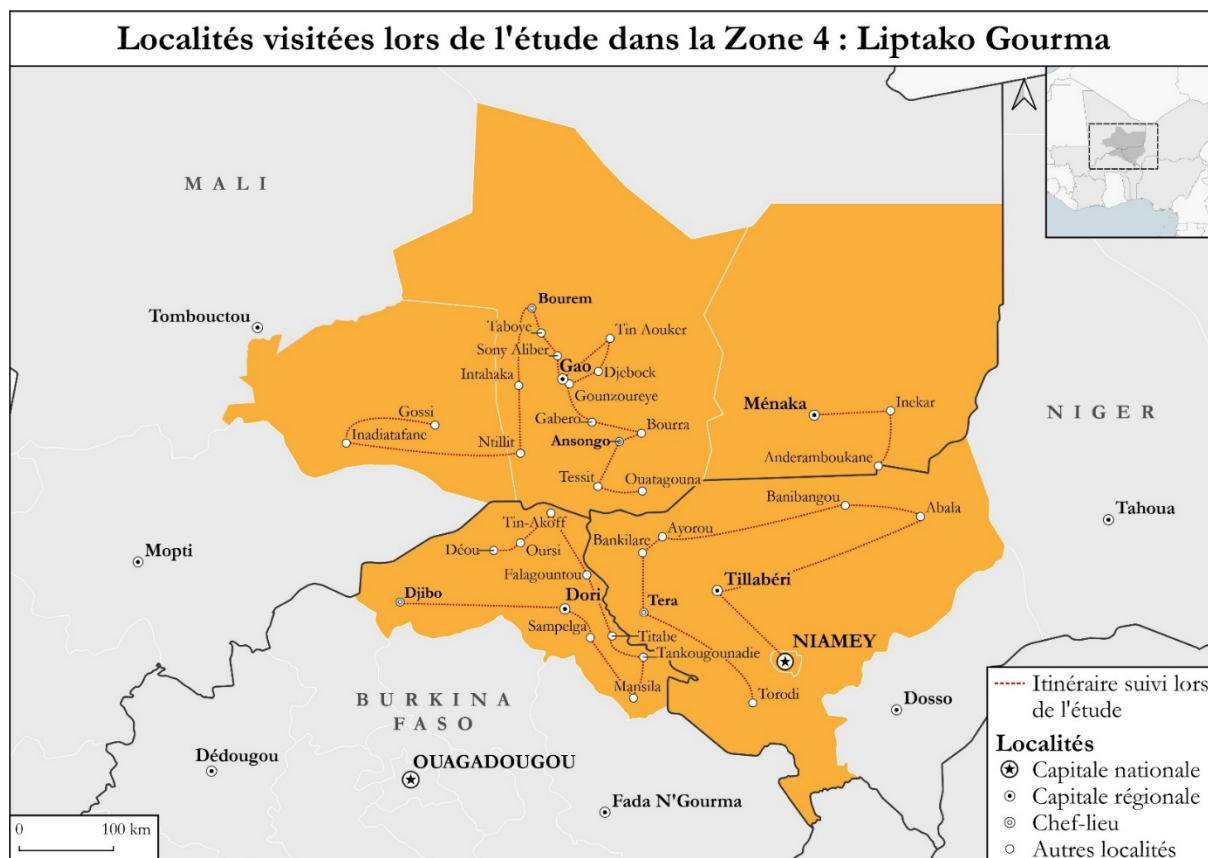 Localités visitées lors de l'étude dans la Zone 4 : Liptako Gourma
MALI
Bourem
Tombouctou
Taboye
Tin Aouker
Sony Aliber
Gao
Djebock
Intahaka
Gounzoureye
Ménaka
Inekar
NIGER
Gossi
Gabero
Bourra
Inadiatafane
Ansongo
Ntillit
Anderamboukane
Tessit
Ouatagouna
Banibangou
Abala
Tahoua
Tin-Akoff
Ayorou
Mopti
Déou
Oursi
Bankilare
Falagountou
Tillabéri
Djibo
Dori
Tera
Sampelga
Titabe
Tankougounadie
NIAMEY
Mansila
Torodi
Dosso
BURKINA
FASO
Dédougou
OUAGADOUGOU
Fada N'Gourma
0 100 km
Itinéraire suivi lors
de l'étude
Localités
Capitale nationale
Capitale régionale
Chef-lieu
Autres localités